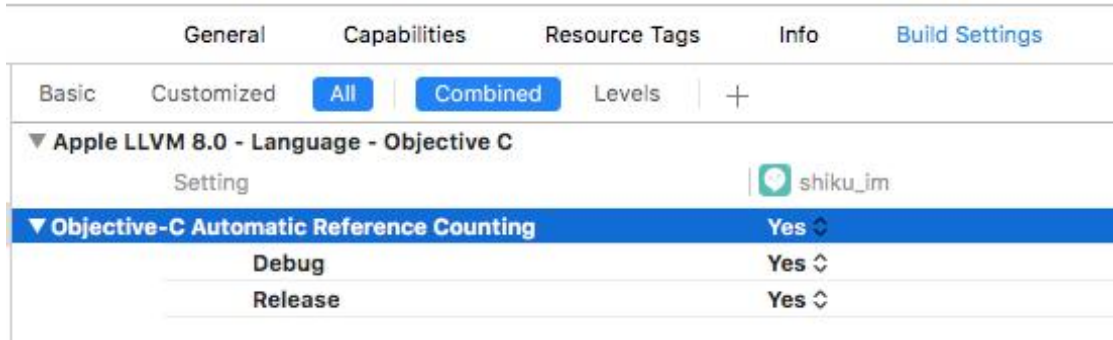 General Capabilities Resource Tags Info Build Settings
Basic Customized All Combined Levels +
Apple LLVM 8.0 - Language - Objective C
Setting shiku_im
Objective-C Automatic Reference Counting Yes
Debug Yes
Release Yes